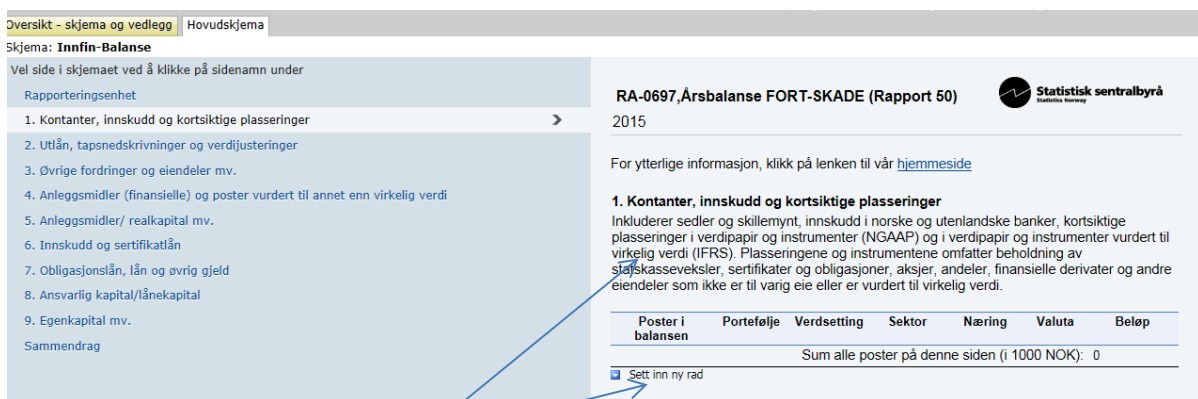 Oversikt - skjema og vedlegg Hovudskjema
Skjema: Innfin-Balanse
Vel side i skjemaet ved å klikke på sidenamn under
Rapporteringsenhet
1. Kontanter, innskudd og kortsiktige plasseringer
2. Utlån, tapsnedskrivninger og verdijusteringer
3. Øvrige fordringer og eiendeler mv.
4. Anleggsmidler (finansielle) og poster vurdert til annet enn virkelig verdi
5. Anleggsmidler/ realkapital mv.
6. Innskudd og sertifikatlån
7. Obligasjonslån, lån og øvrig gjeld
8. Ansvarlig kapital/lånekapital
9. Egenkapital mv.
Sammendrag
RA-0697,Årsbalanse FORT-SKADE (Rapport 50)
Statistisk sentralbyrå
Statistics Norway
2015
For ytterlige informasjon, klikk på lenken til vår hjemmeside
1. Kontanter, innskudd og kortsiktige plasseringer
Inkluderer sedler og skillemynt, innskudd i norske og utenlandske banker, kortsiktige
plasseringer i verdipapir og instrumenter (NGAAP) og i verdipapir og instrumenter vurdert til
virkelig verdi (IFRS). Plasseringene og instrumentene omfatter beholdning av
statskasseveksler, sertifikater og obligasjoner, aksjer, andeler, finansielle derivater og andre
eiendeler som ikke er til varig eie eller er vurdert til virkelig verdi.
Poster i balansen Portefølje Verdsetting Sektor Næring Valuta Beløp
Sum alle poster på denne siden (i 1000 NOK): 0
Sett inn ny rad